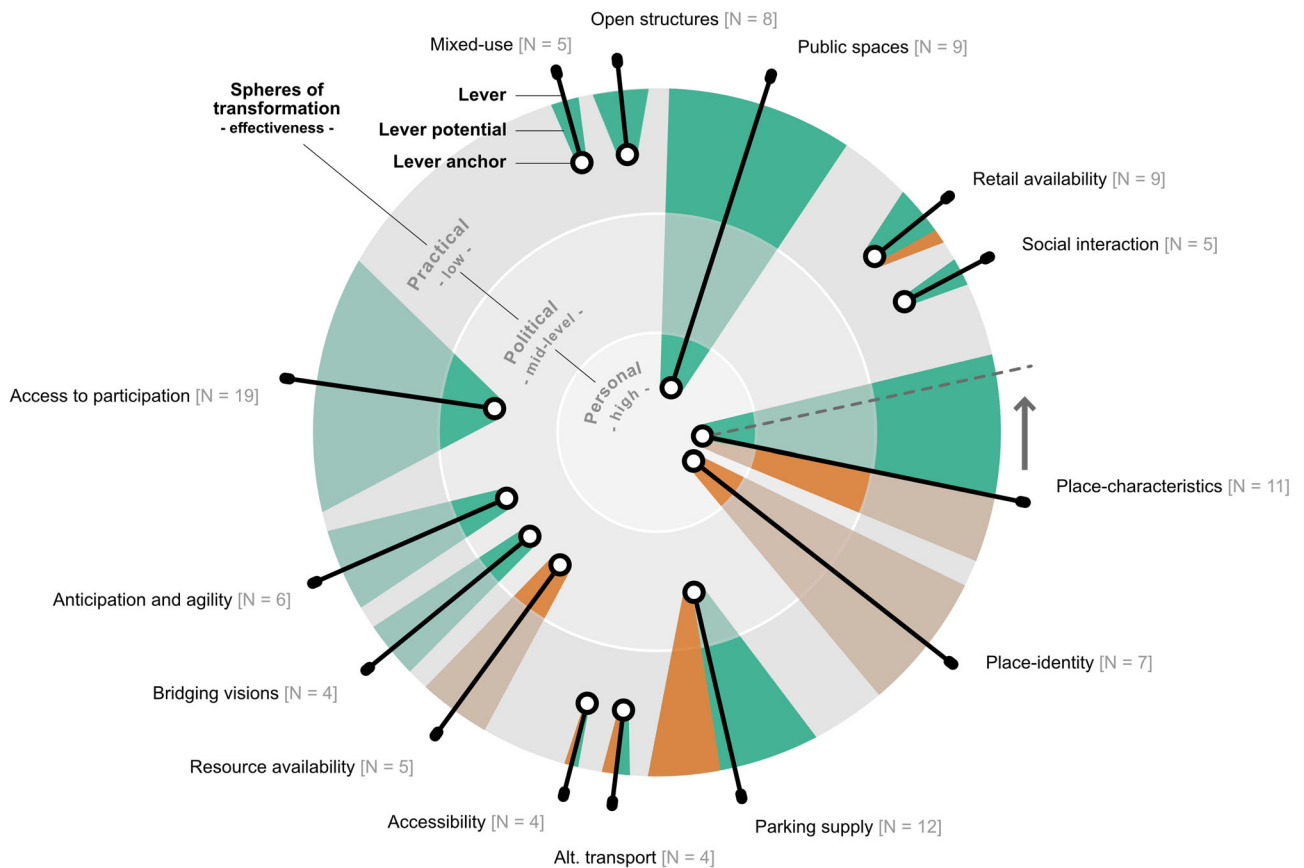 Open structures [N = 8]
Mixed-use [N = 5]
Public spaces [N = 9]
Spheres of
transformation
- effectiveness -
Lever
Lever potential
Lever anchor
Retail availability [N = 9]
Social interaction [N = 5]
Practical
- low -
Political
- mid-level -
Personal
- high -
Access to participation [N = 19]
Place-characteristics [N = 11]
Anticipation and agility [N = 6]
Place-identity [N = 7]
Bridging visions [N = 4]
Resource availability [N = 5]
Accessibility [N = 4]
Parking supply [N = 12]
Alt. transport [N = 4]